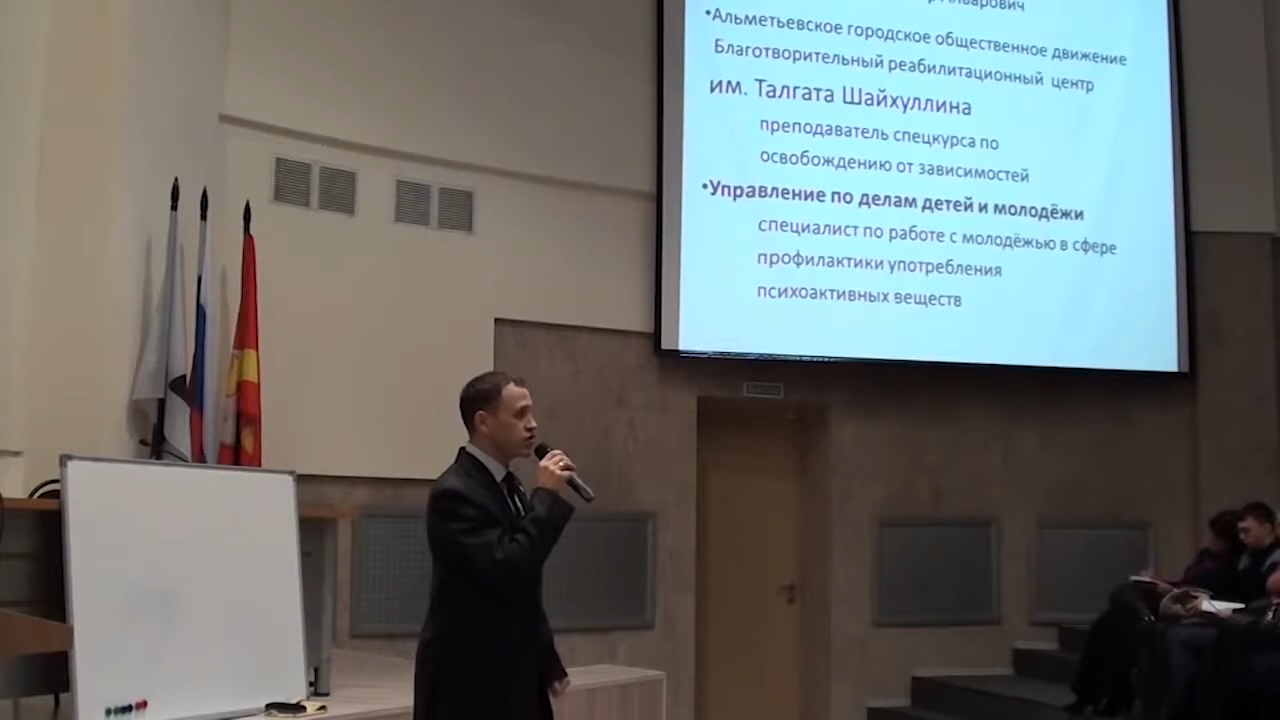 Анварович
•Альметьевское городское общественное движение
Благотворительный реабилитационный центр
им. Талгата Шайхуллина
преподаватель спецкурса по
освобождению от зависимостей
•Управление по делам детей и молодёжи
специалист по работе с молодёжью в сфере
профилактики употребления
психоактивных веществ